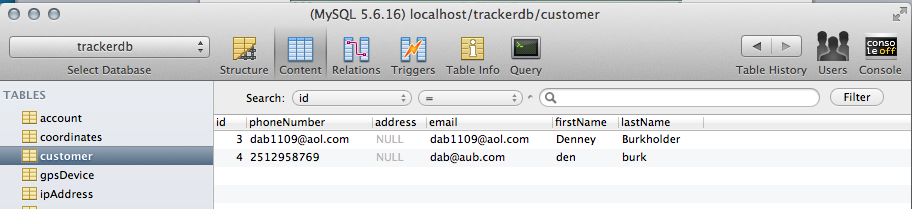 (MySQL 5.6.16) localhost/trackerdb/customer
trackerdb
Select Database Structure Content Relations Triggers Table Info Query Table History Users Console
conso
le off
TABLES
Search: id = Filter
id phoneNumber address email firstName lastName
account
3 dab1109@aol.com NULL dab1109@aol.com Denney Burkholder
coordinates
4 2512958769 NULL dab@aub.com den burk
customer
gpsDevice
ipAddress